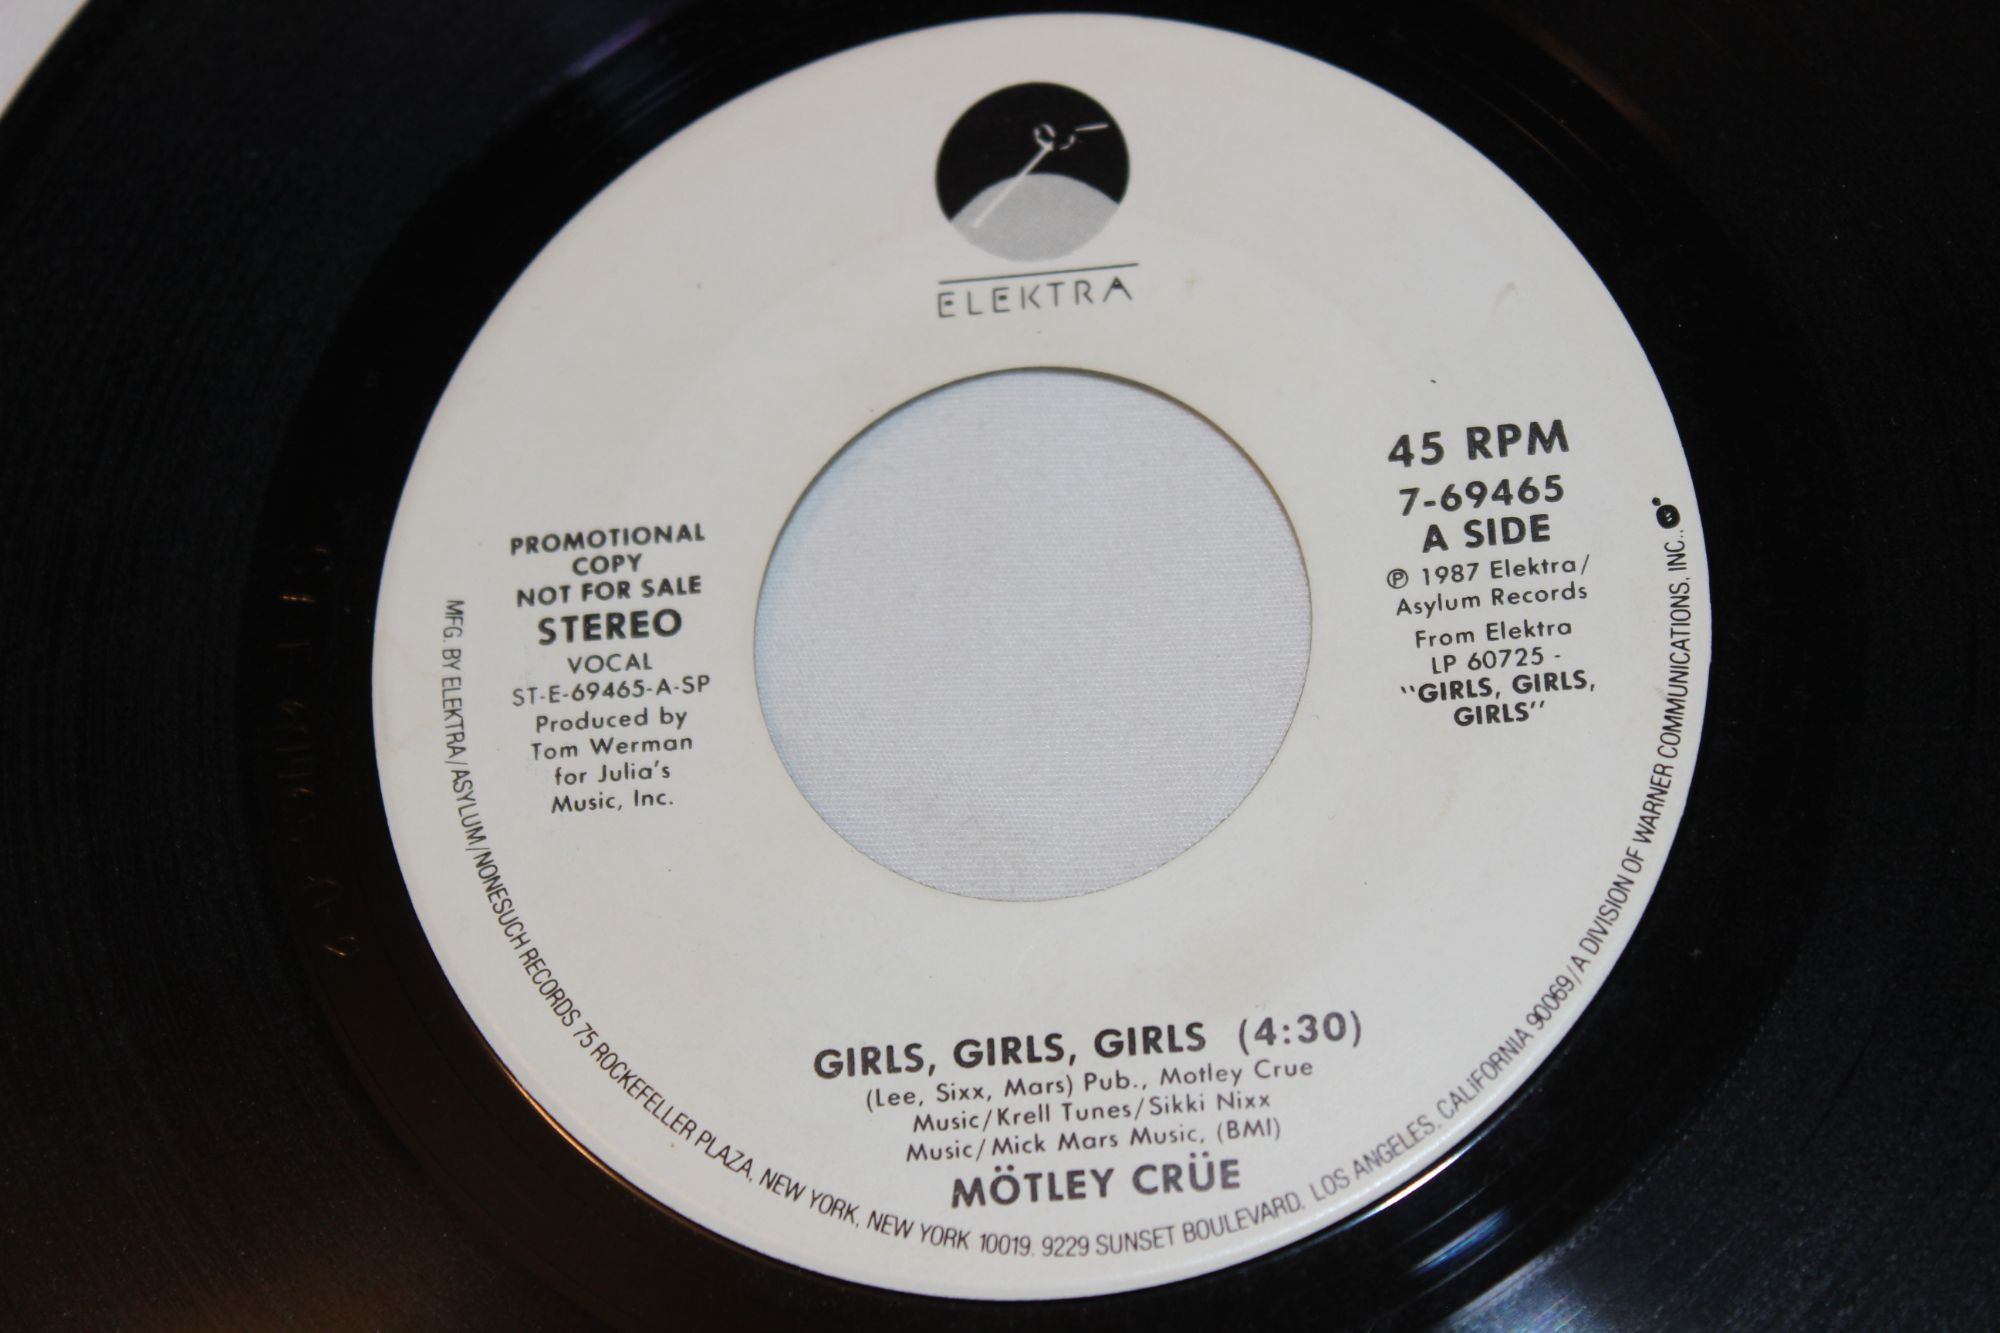 ELEKTRA
45 RPM
7-69465
A SIDE
℗ 1987 Elektra/
Asylum Records
From Elektra
LP 60725 -
"GIRLS, GIRLS,
GIRLS"
PROMOTIONAL
COPY
NOT FOR SALE
STEREO
VOCAL
ST-E-69465-A-SP
Produced by
Tom Werman
for Julia's
Music, Inc.
GIRLS, GIRLS, GIRLS (4:30)
(Lee, Sixx, Mars) Pub., Motley Crue
Music/Krell Tunes/Sikki Nixx
Music/Mick Mars Music, (BMI)
MÖTLEY CRÜE
MFG. BY ELEKTRA/ASYLUM/NONESUCH RECORDS 75 ROCKEFELLER PLAZA, NEW YORK, NEW YORK 10019. 9229 SUNSET BOULEVARD, LOS ANGELES, CALIFORNIA 90069/A DIVISION OF WARNER COMMUNICATIONS, INC..